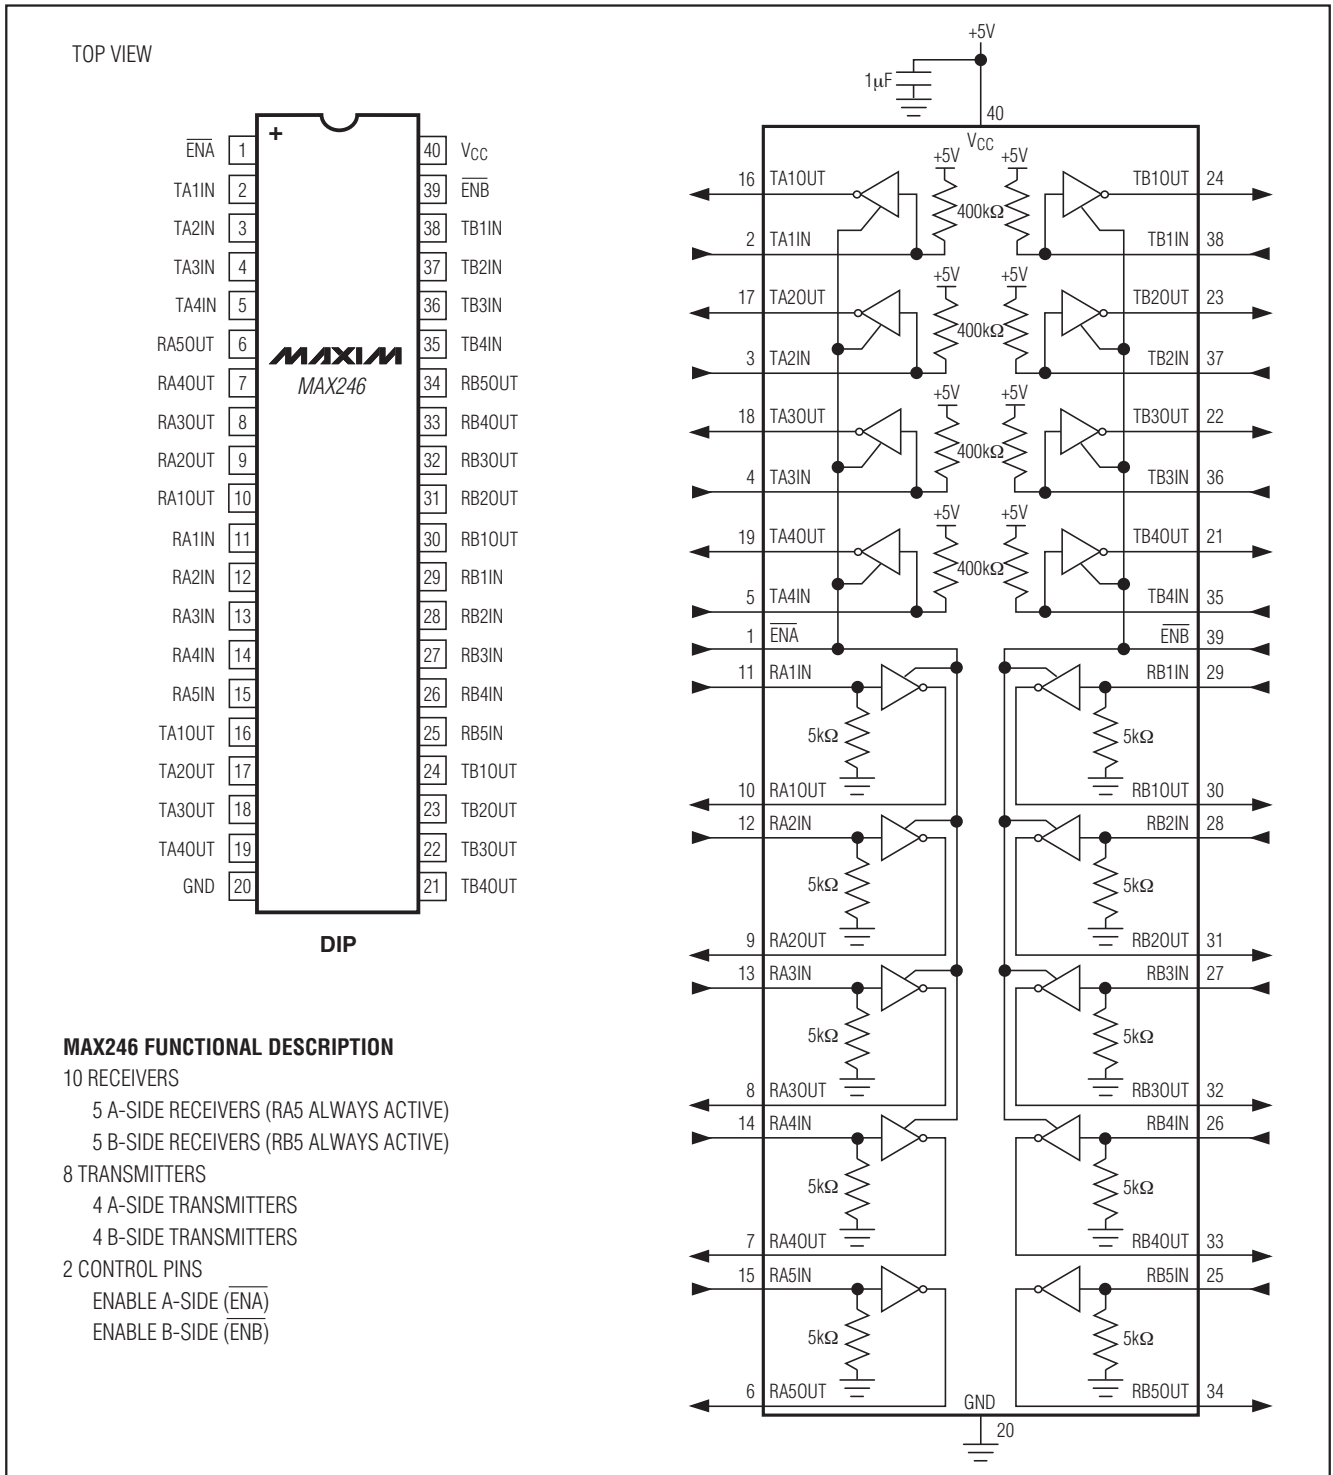 TOP VIEW
+
E̅N̅A̅ 1
TA1IN 2
TA2IN 3
TA3IN 4
TA4IN 5
RA5OUT 6
RA4OUT 7
RA3OUT 8
RA2OUT 9
RA1OUT 10
RA1IN 11
RA2IN 12
RA3IN 13
RA4IN 14
RA5IN 15
TA1OUT 16
TA2OUT 17
TA3OUT 18
TA4OUT 19
GND 20
MAXIM
MAX246
40 VCC
39 E̅N̅B̅
38 TB1IN
37 TB2IN
36 TB3IN
35 TB4IN
34 RB5OUT
33 RB4OUT
32 RB3OUT
31 RB2OUT
30 RB1OUT
29 RB1IN
28 RB2IN
27 RB3IN
26 RB4IN
25 RB5IN
24 TB1OUT
23 TB2OUT
22 TB3OUT
21 TB4OUT
DIP
MAX246 FUNCTIONAL DESCRIPTION
10 RECEIVERS
5 A-SIDE RECEIVERS (RA5 ALWAYS ACTIVE)
5 B-SIDE RECEIVERS (RB5 ALWAYS ACTIVE)
8 TRANSMITTERS
4 A-SIDE TRANSMITTERS
4 B-SIDE TRANSMITTERS
2 CONTROL PINS
ENABLE A-SIDE (E̅N̅A̅)
ENABLE B-SIDE (E̅N̅B̅)
+5V
1µF
40
VCC
+5V +5V
16 TA1OUT TB1OUT 24
400kΩ
2 TA1IN TB1IN 38
+5V +5V
17 TA2OUT TB2OUT 23
400kΩ
3 TA2IN TB2IN 37
+5V +5V
18 TA3OUT TB3OUT 22
400kΩ
4 TA3IN TB3IN 36
+5V +5V
19 TA4OUT TB4OUT 21
400kΩ
5 TA4IN TB4IN 35
1 E̅N̅A̅ E̅N̅B̅ 39
11 RA1IN RB1IN 29
5kΩ 5kΩ
10 RA1OUT RB1OUT 30
12 RA2IN RB2IN 28
5kΩ 5kΩ
9 RA2OUT RB2OUT 31
13 RA3IN RB3IN 27
5kΩ 5kΩ
8 RA3OUT RB3OUT 32
14 RA4IN RB4IN 26
5kΩ 5kΩ
7 RA4OUT RB4OUT 33
15 RA5IN RB5IN 25
5kΩ 5kΩ
6 RA5OUT RB5OUT 34
GND
20